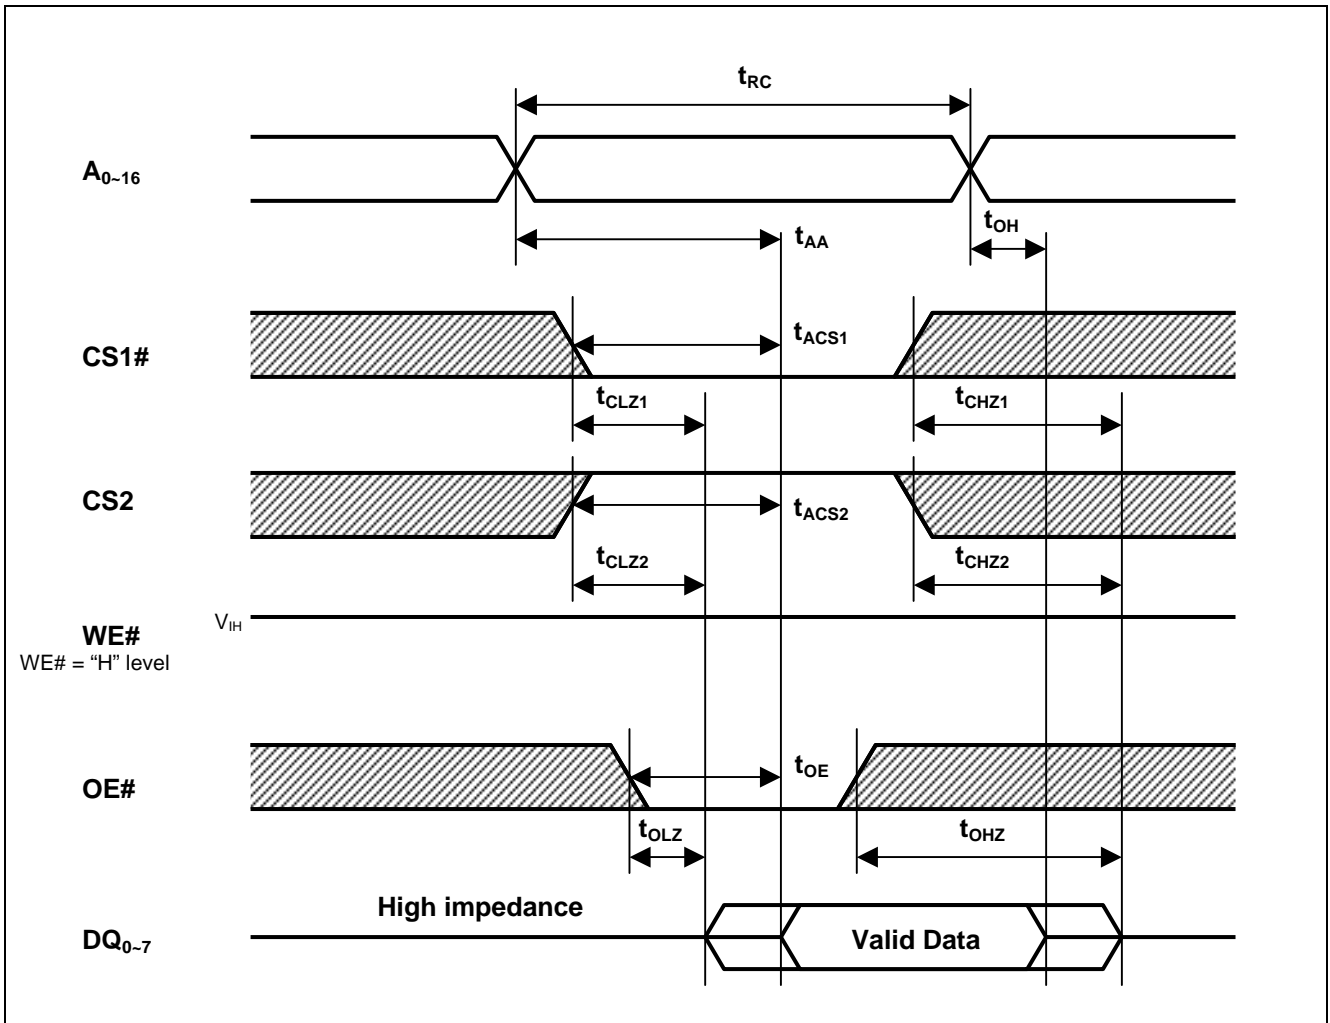 tRC
A0~16
tOH
tAA
tACS1
CS1#
tCLZ1 tCHZ1
CS2
tACS2
tCLZ2 tCHZ2
VIH
WE#
WE# = “H” level
tOE
OE#
tOLZ tOHZ
High impedance
DQ0~7 Valid Data